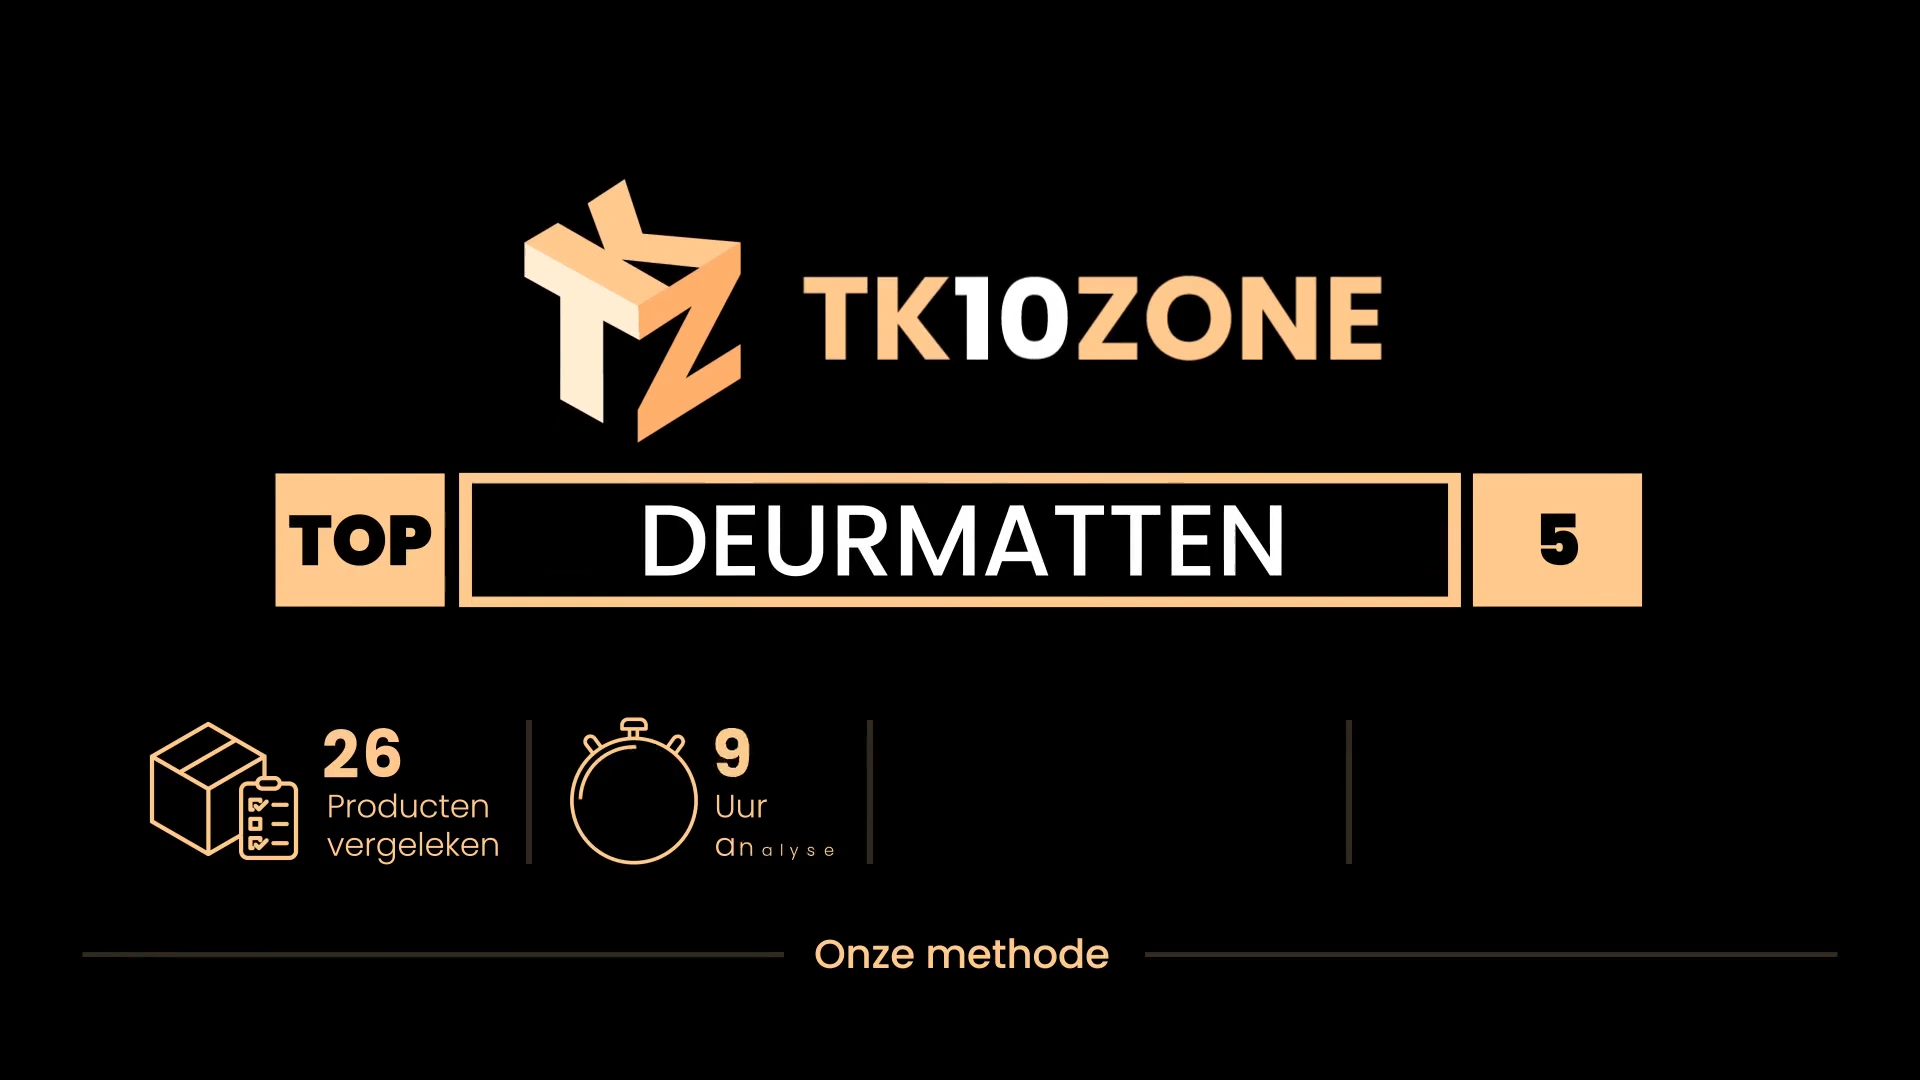 TK10ZONE
TOP DEURMATTEN 5
26
Producten
vergeleken
9
Uur
analyse
Onze methode